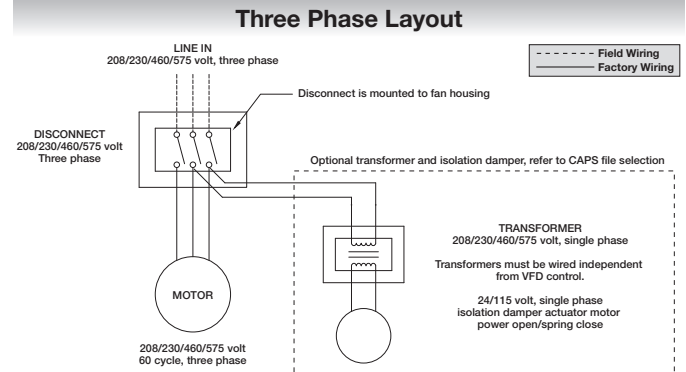 Three Phase Layout
LINE IN
208/230/460/575 volt, three phase
Field Wiring
Factory Wiring
Disconnect is mounted to fan housing
DISCONNECT
208/230/460/575 volt
Three phase
Optional transformer and isolation damper, refer to CAPS file selection
TRANSFORMER
208/230/460/575 volt, single phase
Transformers must be wired independent
from VFD control.
24/115 volt, single phase
isolation damper actuator motor
power open/spring close
MOTOR
208/230/460/575 volt
60 cycle, three phase